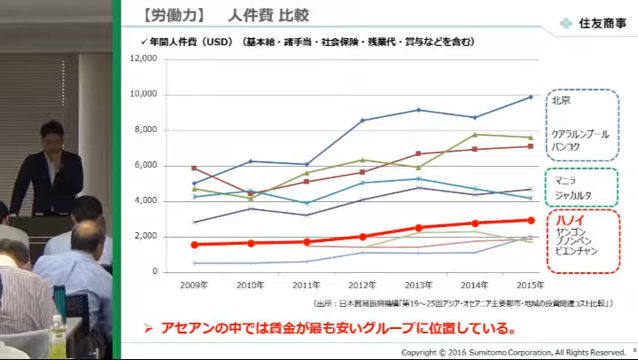 【労働力】 人件費 比較
住友商事
✓ 年間人件費（USD）（基本給・諸手当・社会保険・残業代・賞与などを含む）
12,000
10,000
8,000
6,000
4,000
2,000
0
2009年 2010年 2011年 2012年 2013年 2014年 2015年
北京
クアラルンプール
バンコク
マニラ
ジャカルタ
ハノイ
ヤンゴン
プノンペン
ビエンチャン
（出所：日本貿易振興機構「第19～25回アジア・オセアニア主要都市・地域の投資関連コスト比較」）
➢ アセアンの中では賃金が最も安いグループに位置している。
Copyright © 2016 Sumitomo Corporation, All Rights Reserved.